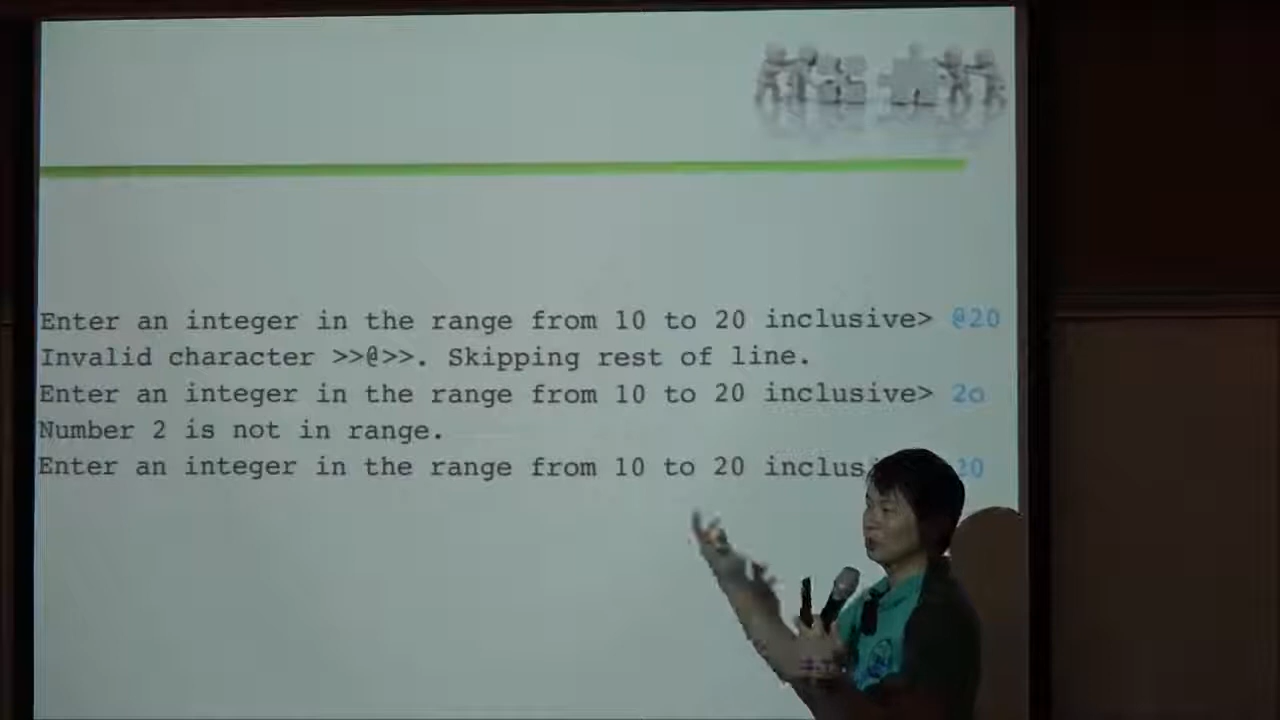 Enter an integer in the range from 10 to 20 inclusive> @20
Invalid character >>@>>. Skipping rest of line.
Enter an integer in the range from 10 to 20 inclusive> 2o
Number 2 is not in range.
Enter an integer in the range from 10 to 20 inclus 20